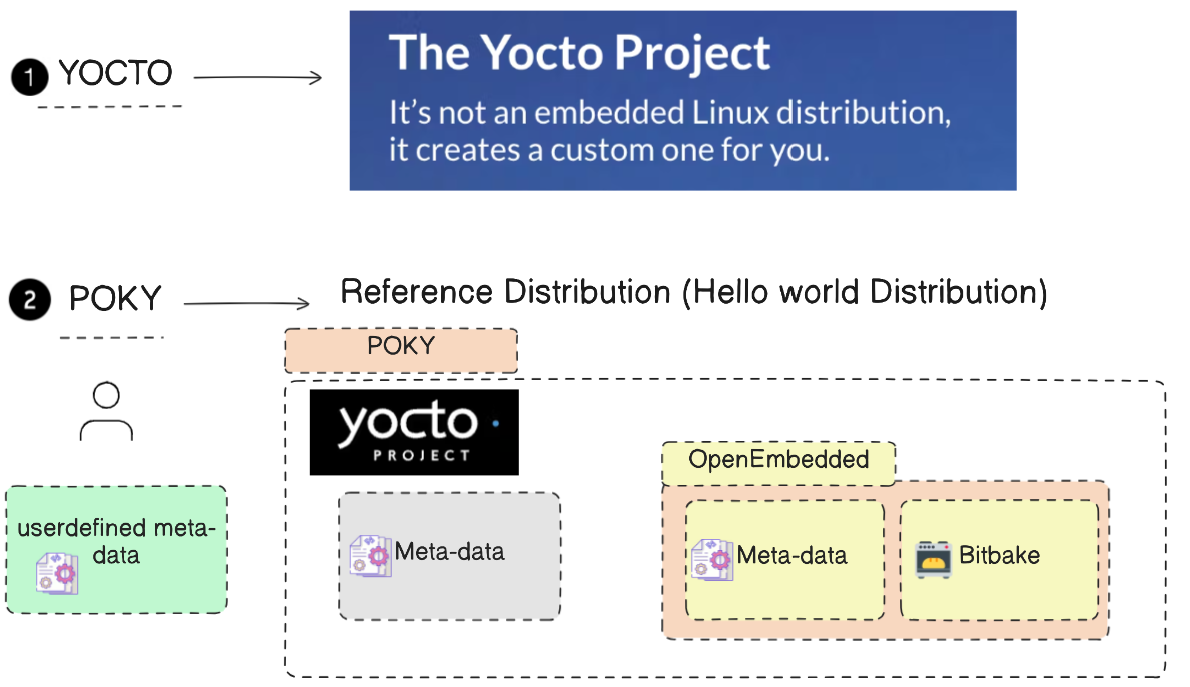 1 YOCTO
The Yocto Project
It's not an embedded Linux distribution,
it creates a custom one for you.
2 POKY
Reference Distribution (Hello world Distribution)
POKY
yocto
PROJECT
OpenEmbedded
userdefined meta-
data
Meta-data
Meta-data
Bitbake